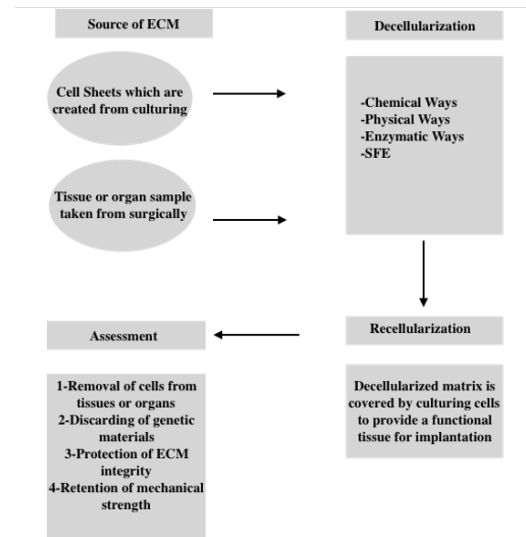 Source of ECM
Decellularization
Cell Sheets which are
created from culturing
-Chemical Ways
-Physical Ways
-Enzymatic Ways
-SFE
Tissue or organ sample
taken from surgically
Assessment
Recellularization
1-Removal of cells from
tissues or organs
2-Discarding of genetic
materials
3-Protection of ECM
integrity
4-Retention of mechanical
strength
Decellularized matrix is
covered by culturing cells
to provide a functional
tissue for implantation